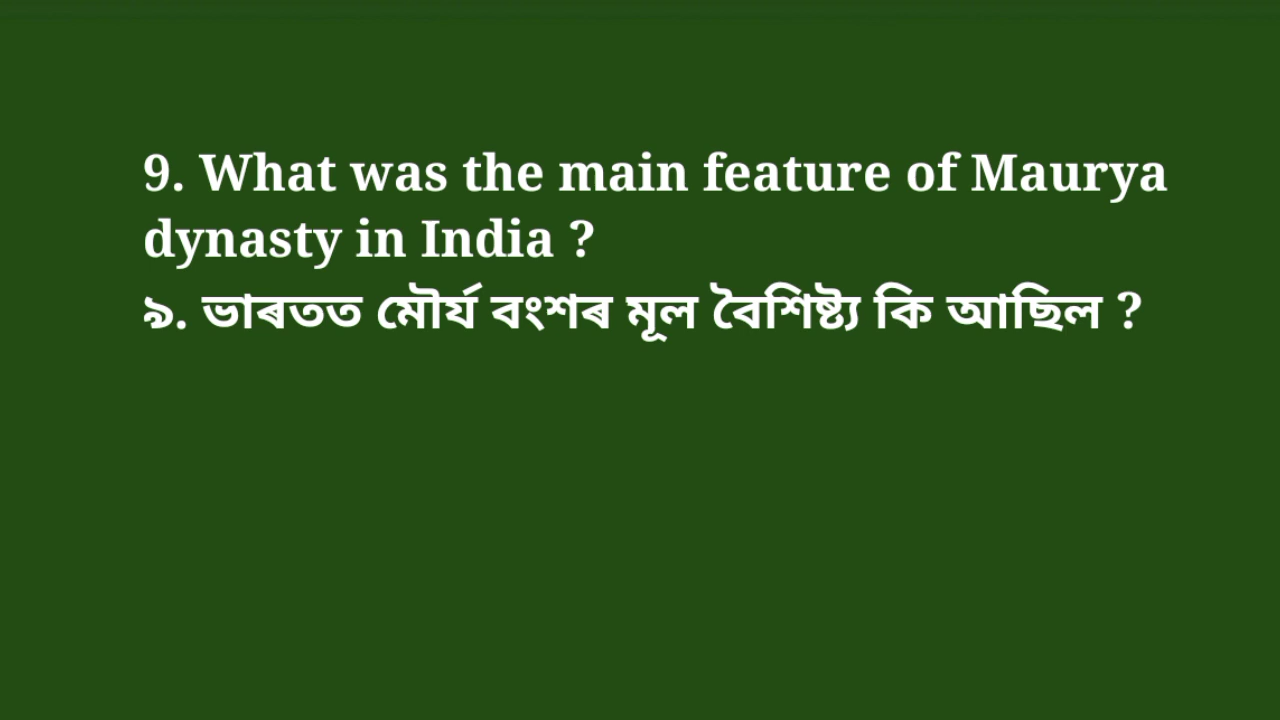 9. What was the main feature of Maurya
dynasty in India ?
৯. ভাৰতত মৌৰ্য বংশৰ মূল বৈশিষ্ট্য কি আছিল ?